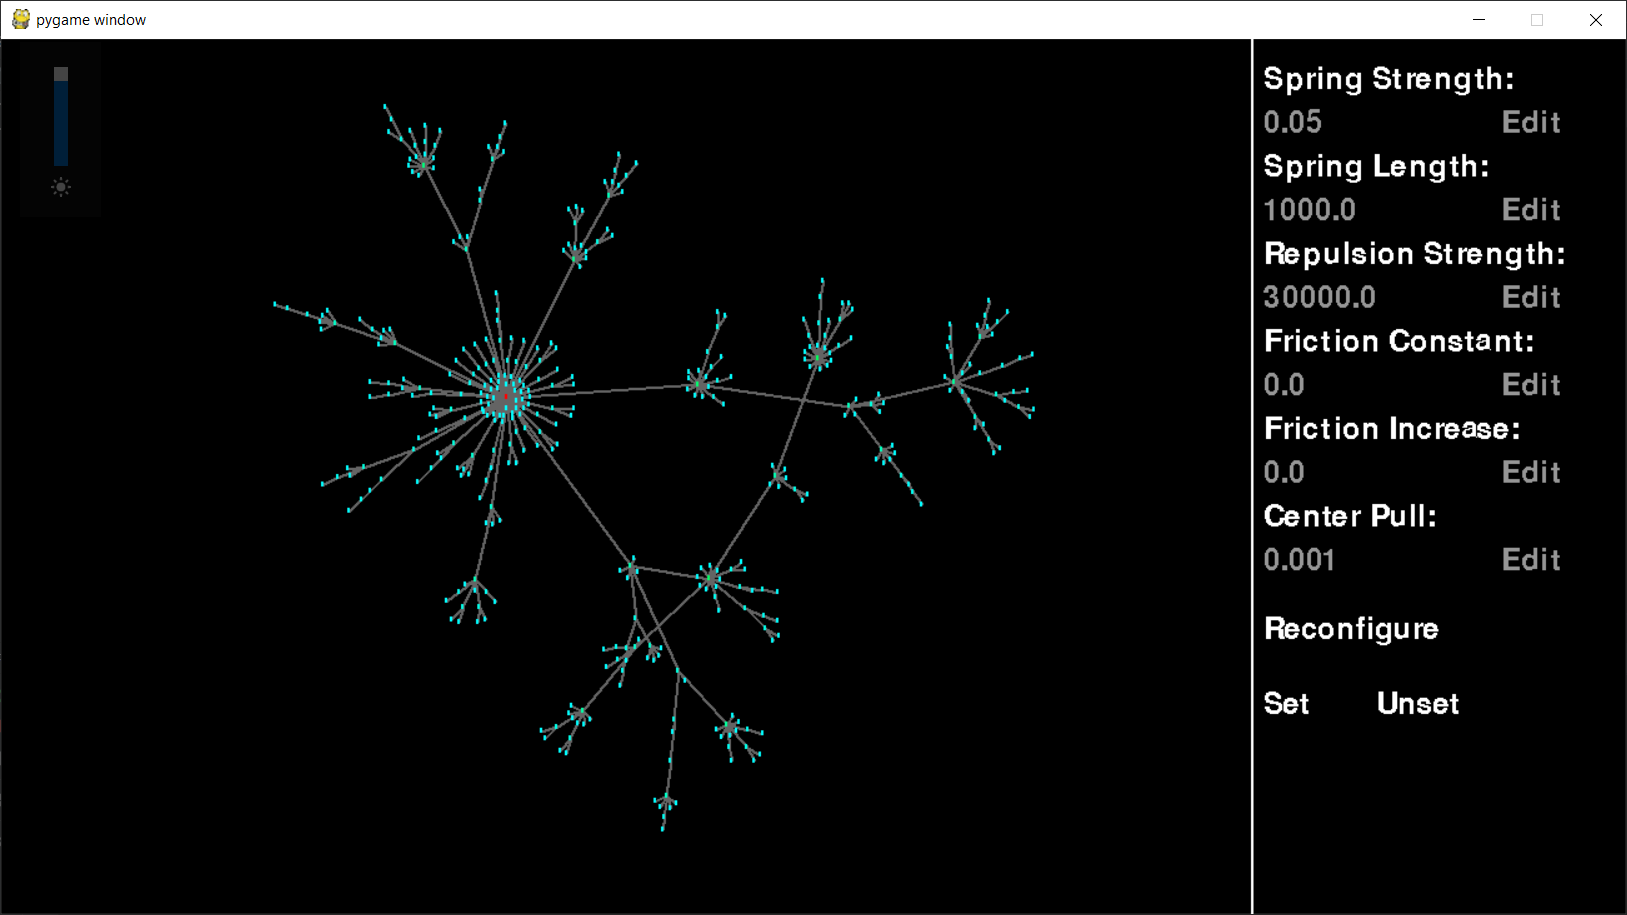 pygame window
Spring Strength:
0.05 Edit
Spring Length:
1000.0 Edit
Repulsion Strength:
30000.0 Edit
Friction Constant:
0.0 Edit
Friction Increase:
0.0 Edit
Center Pull:
0.001 Edit
Reconfigure
Set Unset